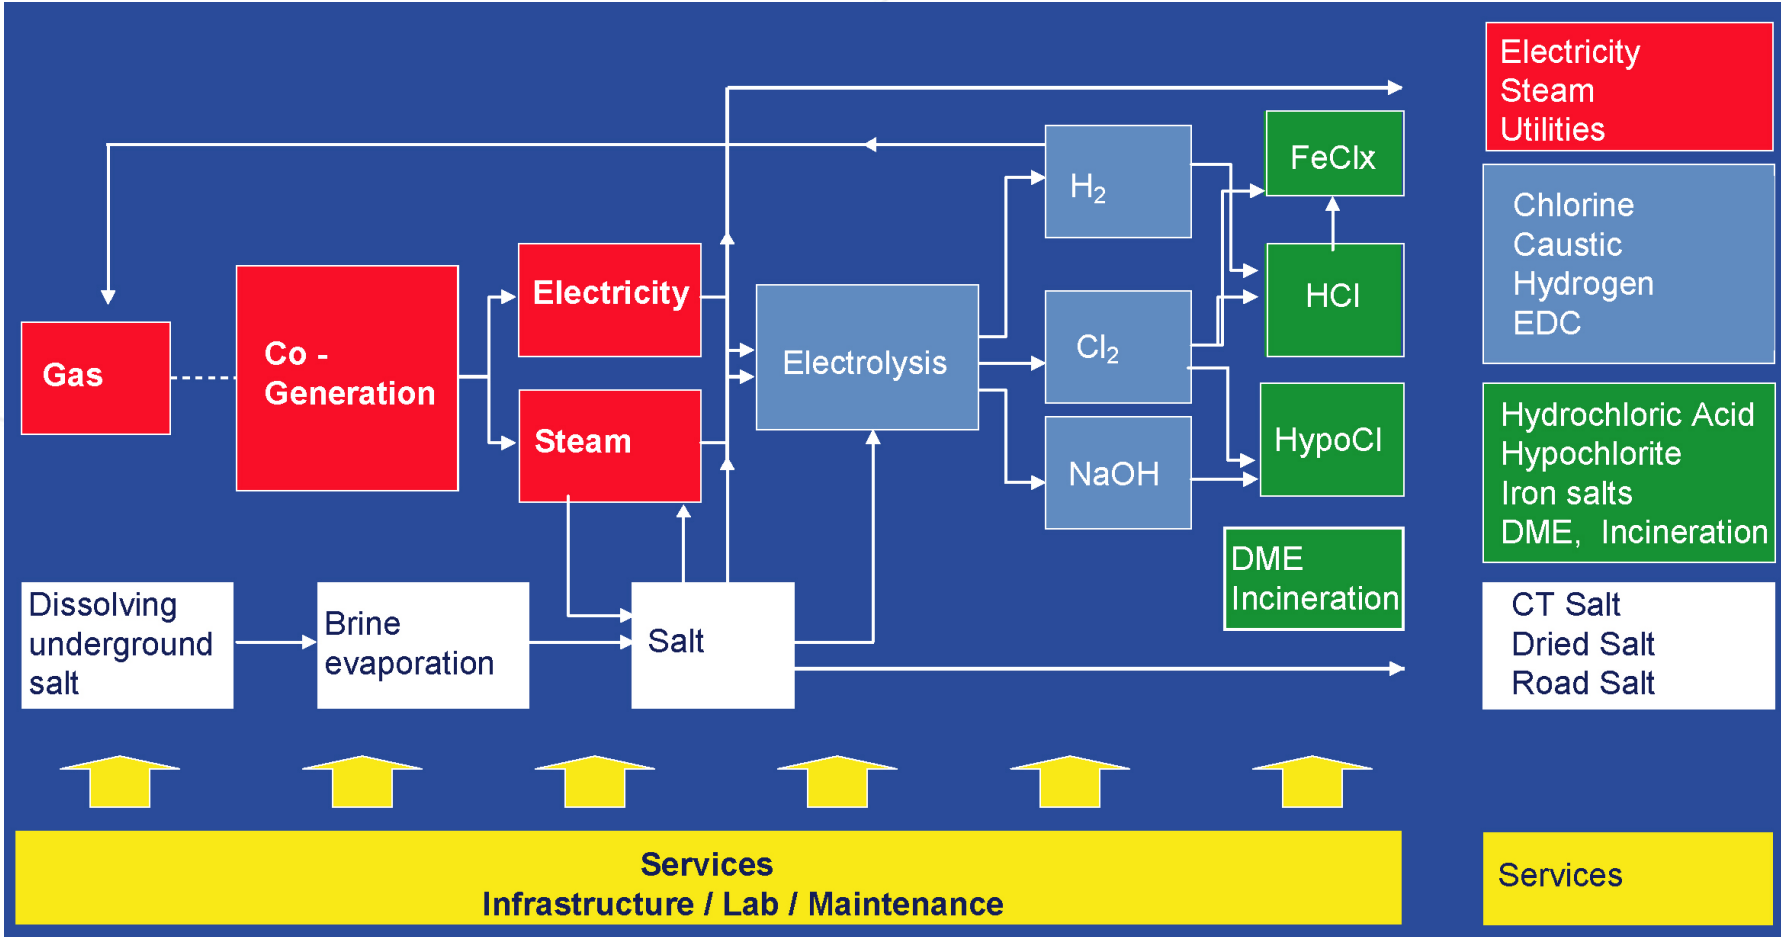 Electricity
Steam
Utilities
FeClx
H₂
Chlorine
Caustic
Hydrogen
EDC
Electricity
HCl
Gas
Co -
Generation
Electrolysis
Cl₂
Steam
NaOH
HypoCl
Hydrochloric Acid
Hypochlorite
Iron salts
DME, Incineration
DME
Incineration
Dissolving
underground
salt
Brine
evaporation
Salt
CT Salt
Dried Salt
Road Salt
Services
Infrastructure / Lab / Maintenance
Services